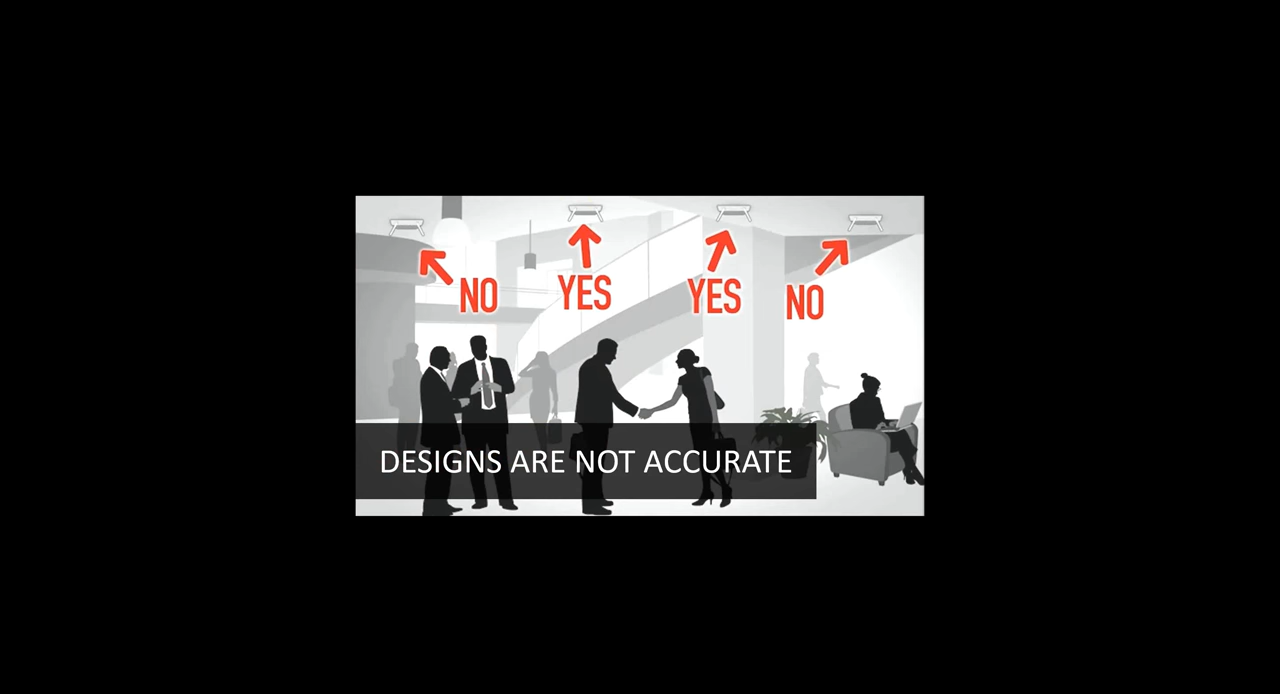 NO
YES
YES
NO
DESIGNS ARE NOT ACCURATE